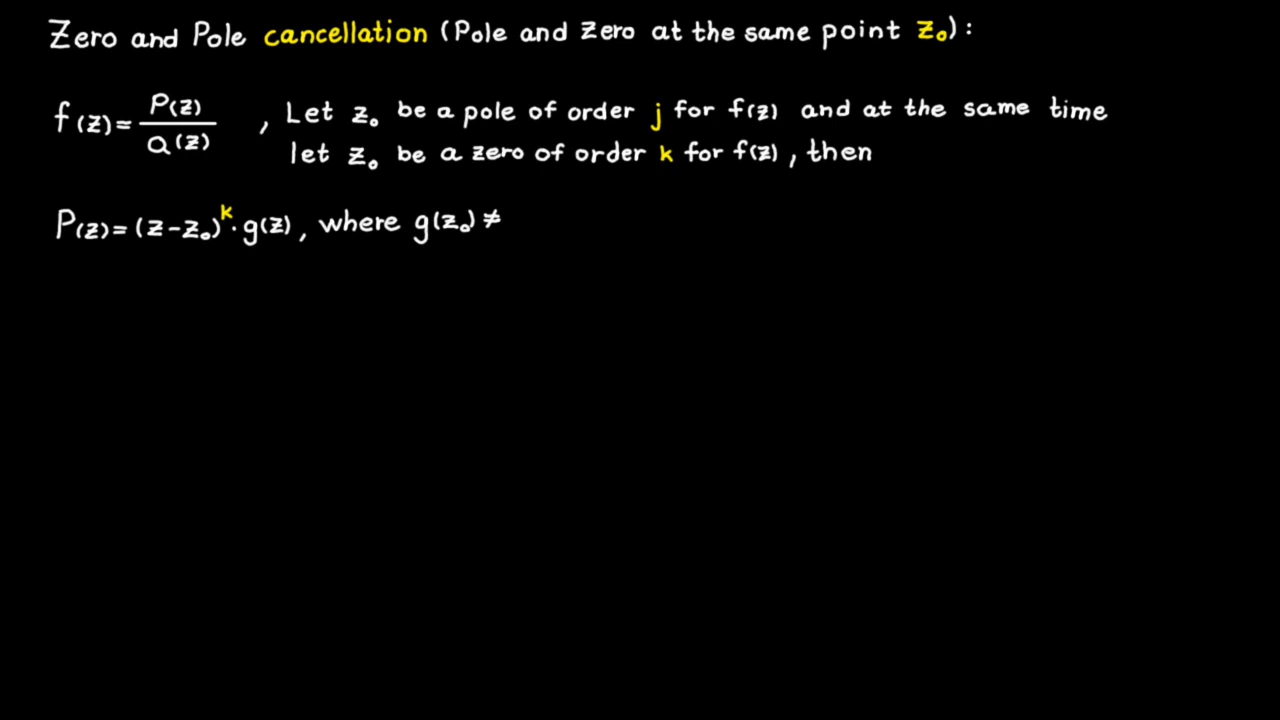 Zero and Pole cancellation (Pole and Zero at the same point z₀):
f(z) = P(z)/Q(z) , Let z₀ be a pole of order j for f(z) and at the same time
let z₀ be a zero of order k for f(z), then
P(z) = (z-z₀)ᵏ · g(z), where g(z₀) ≠